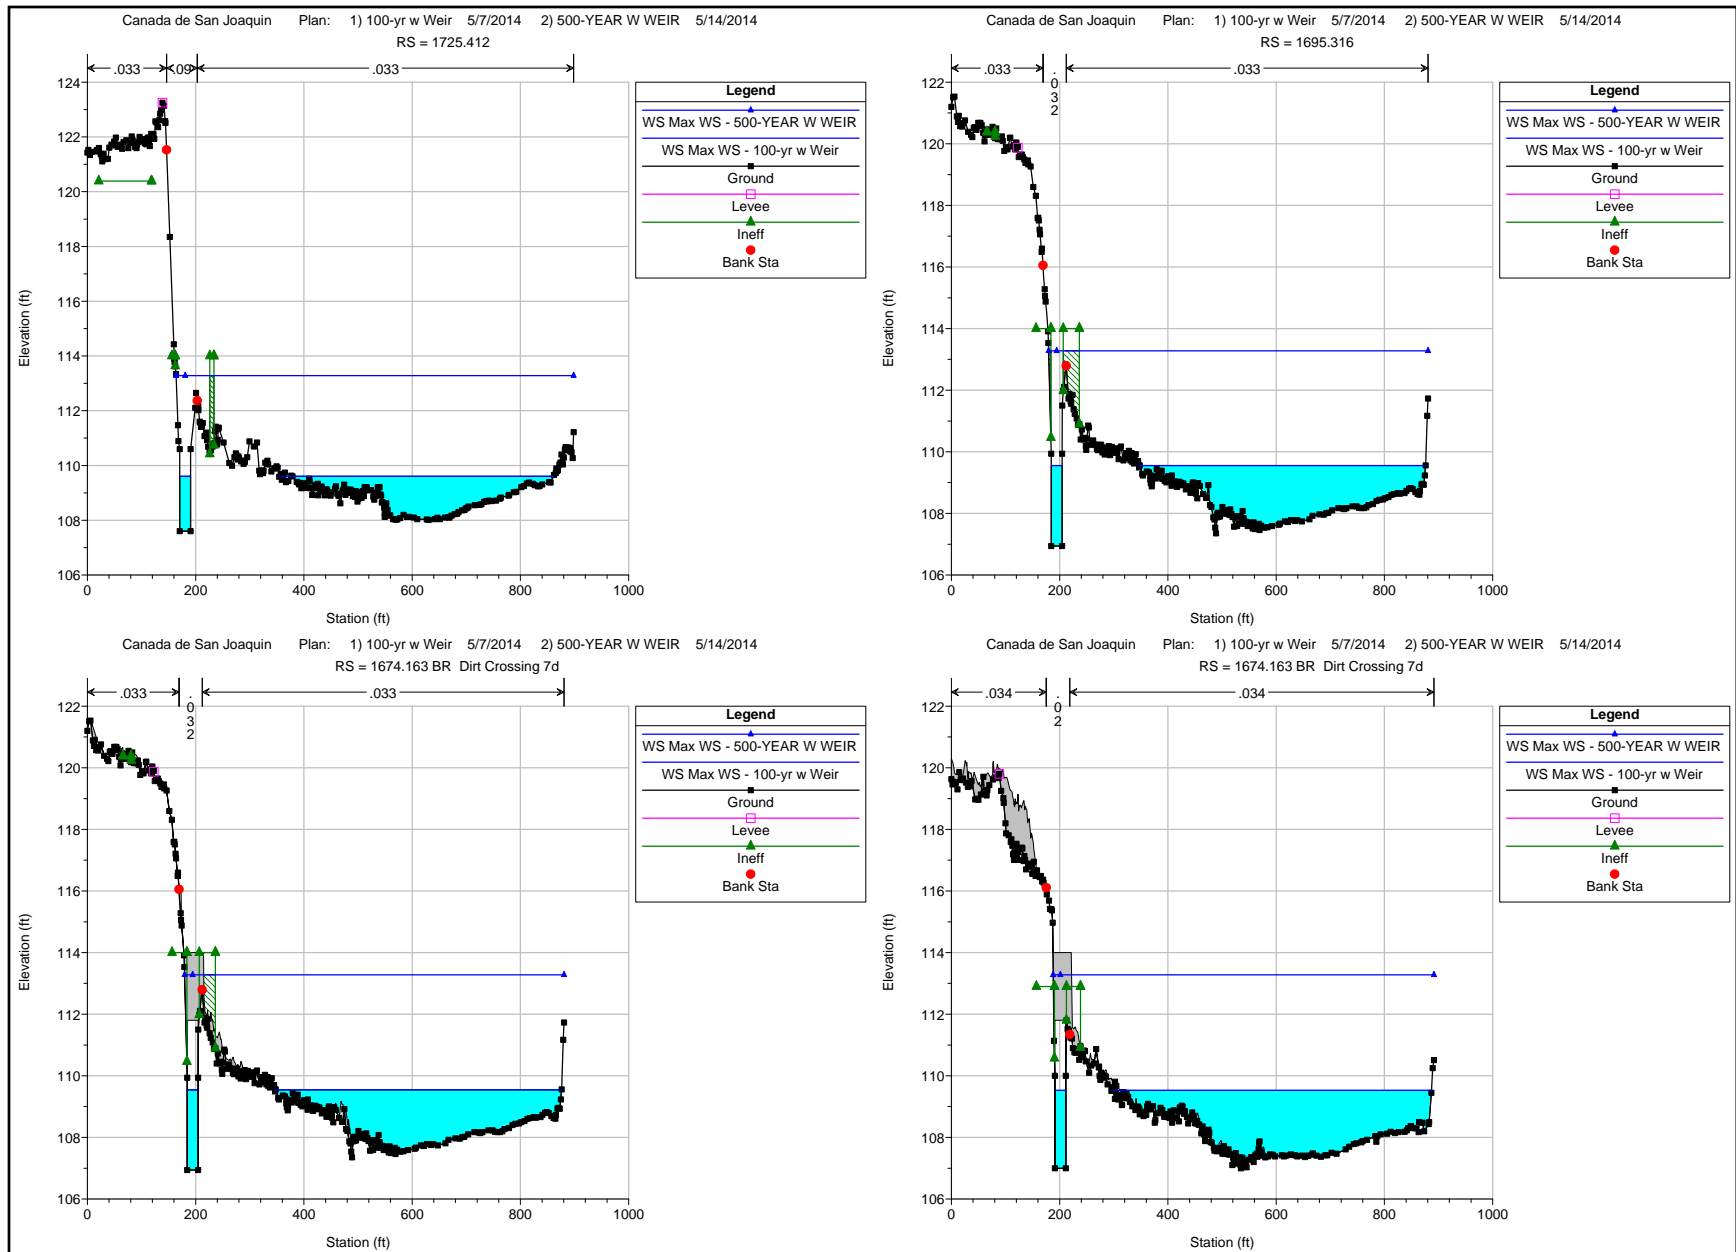 Canada de San Joaquin Plan: 1) 100-yr w Weir 5/7/2014 2) 500-YEAR W WEIR 5/14/2014
RS = 1725.412
.033 .09 .033
124
122
120
118
116
114
112
110
108
106
0 200 400 600 800 1000
Station (ft)
Elevation (ft)
Legend
WS Max WS - 500-YEAR W WEIR
WS Max WS - 100-yr w Weir
Ground
Levee
Ineff
Bank Sta
Canada de San Joaquin Plan: 1) 100-yr w Weir 5/7/2014 2) 500-YEAR W WEIR 5/14/2014
RS = 1695.316
.033 .032 .033
122
120
118
116
114
112
110
108
106
0 200 400 600 800 1000
Station (ft)
Elevation (ft)
Legend
WS Max WS - 500-YEAR W WEIR
WS Max WS - 100-yr w Weir
Ground
Levee
Ineff
Bank Sta
Canada de San Joaquin Plan: 1) 100-yr w Weir 5/7/2014 2) 500-YEAR W WEIR 5/14/2014
RS = 1674.163 BR Dirt Crossing 7d
.033 .032 .033
122
120
118
116
114
112
110
108
106
0 200 400 600 800 1000
Station (ft)
Elevation (ft)
Legend
WS Max WS - 500-YEAR W WEIR
WS Max WS - 100-yr w Weir
Ground
Levee
Ineff
Bank Sta
Canada de San Joaquin Plan: 1) 100-yr w Weir 5/7/2014 2) 500-YEAR W WEIR 5/14/2014
RS = 1674.163 BR Dirt Crossing 7d
.034 .02 .034
122
120
118
116
114
112
110
108
106
0 200 400 600 800 1000
Station (ft)
Elevation (ft)
Legend
WS Max WS - 500-YEAR W WEIR
WS Max WS - 100-yr w Weir
Ground
Levee
Ineff
Bank Sta